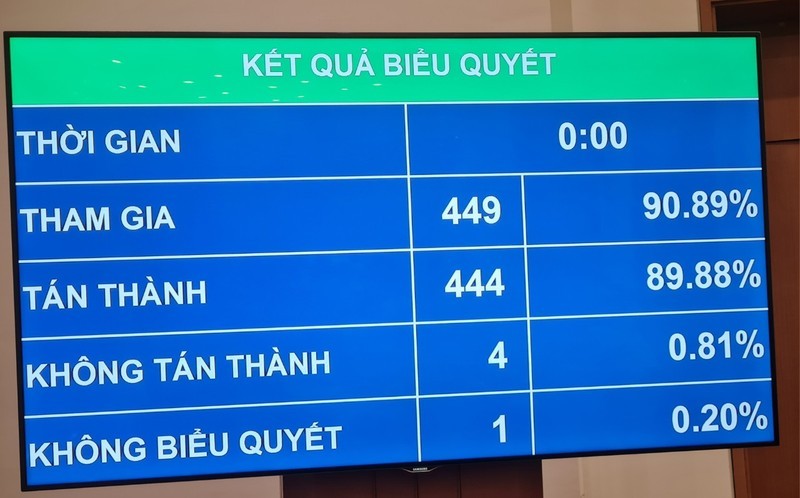 KẾT QUẢ BIỂU QUYẾT
THỜI GIAN 0:00
THAM GIA 449 90.89%
TÁN THÀNH 444 89.88%
KHÔNG TÁN THÀNH 4 0.81%
KHÔNG BIỂU QUYẾT 1 0.20%
SAMSUNG